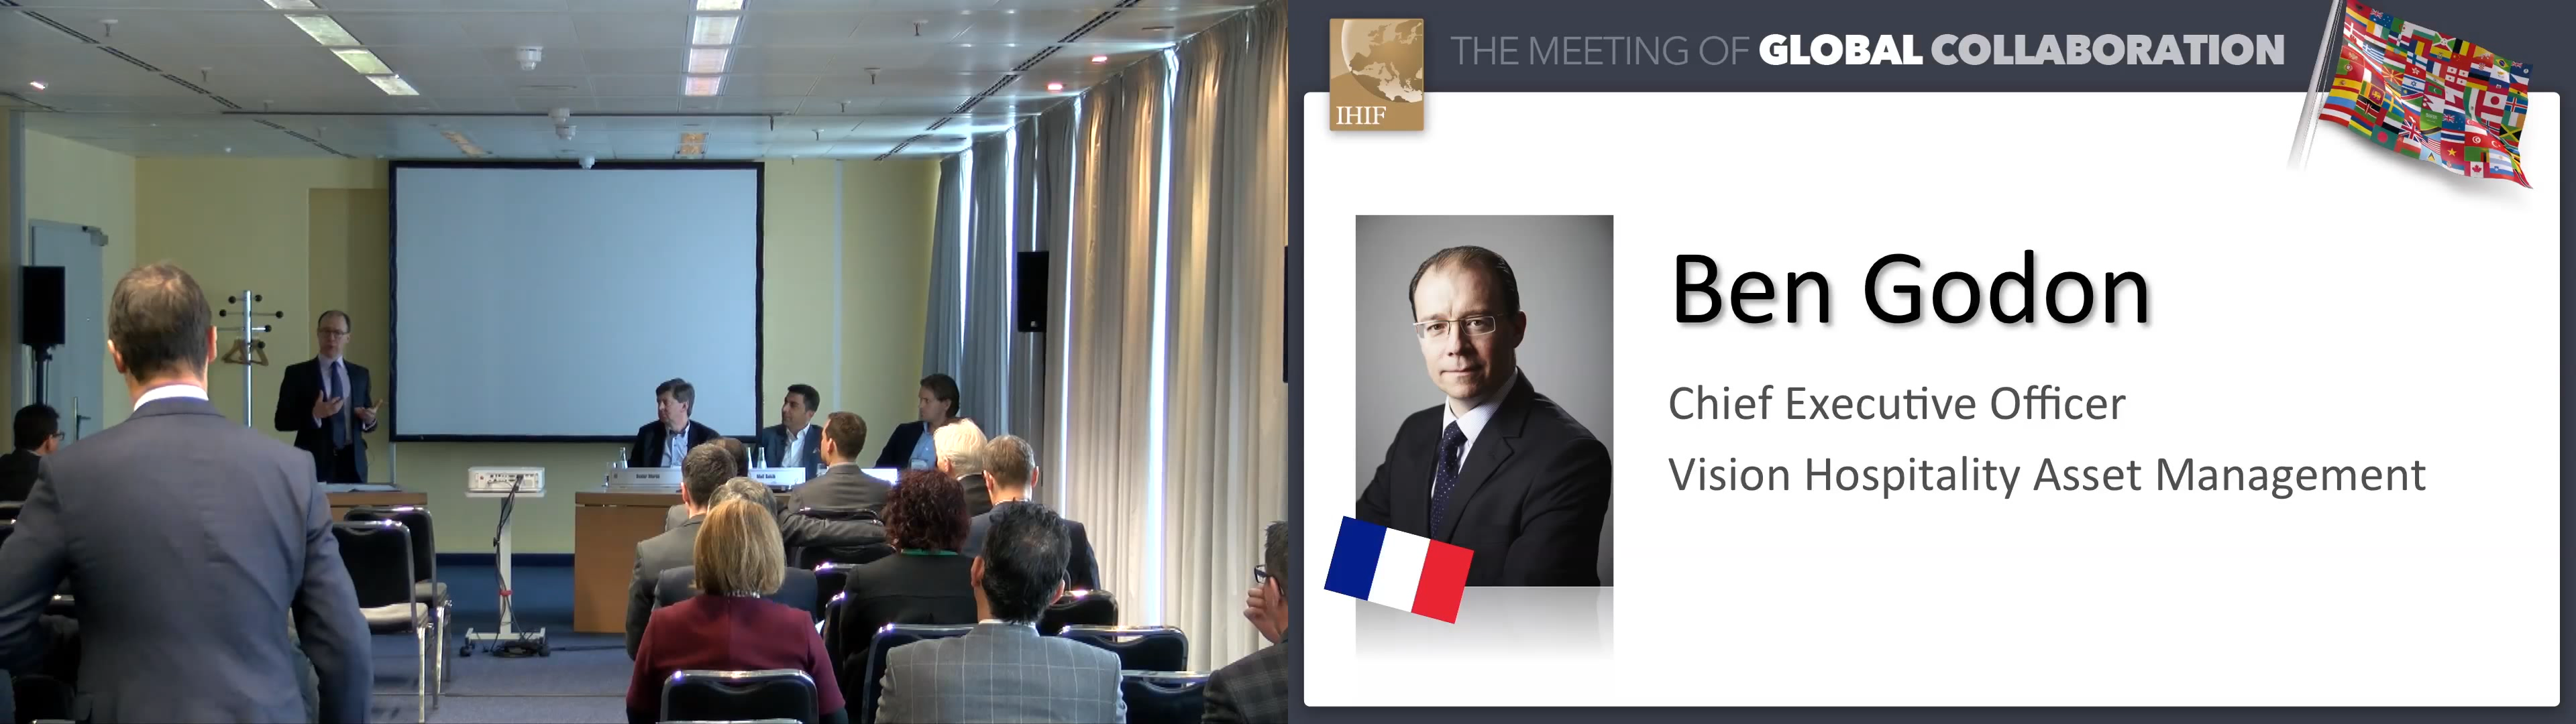 IHIF
THE MEETING OF GLOBAL COLLABORATION
Ben Godon
Chief Executive Officer
Vision Hospitality Asset Management